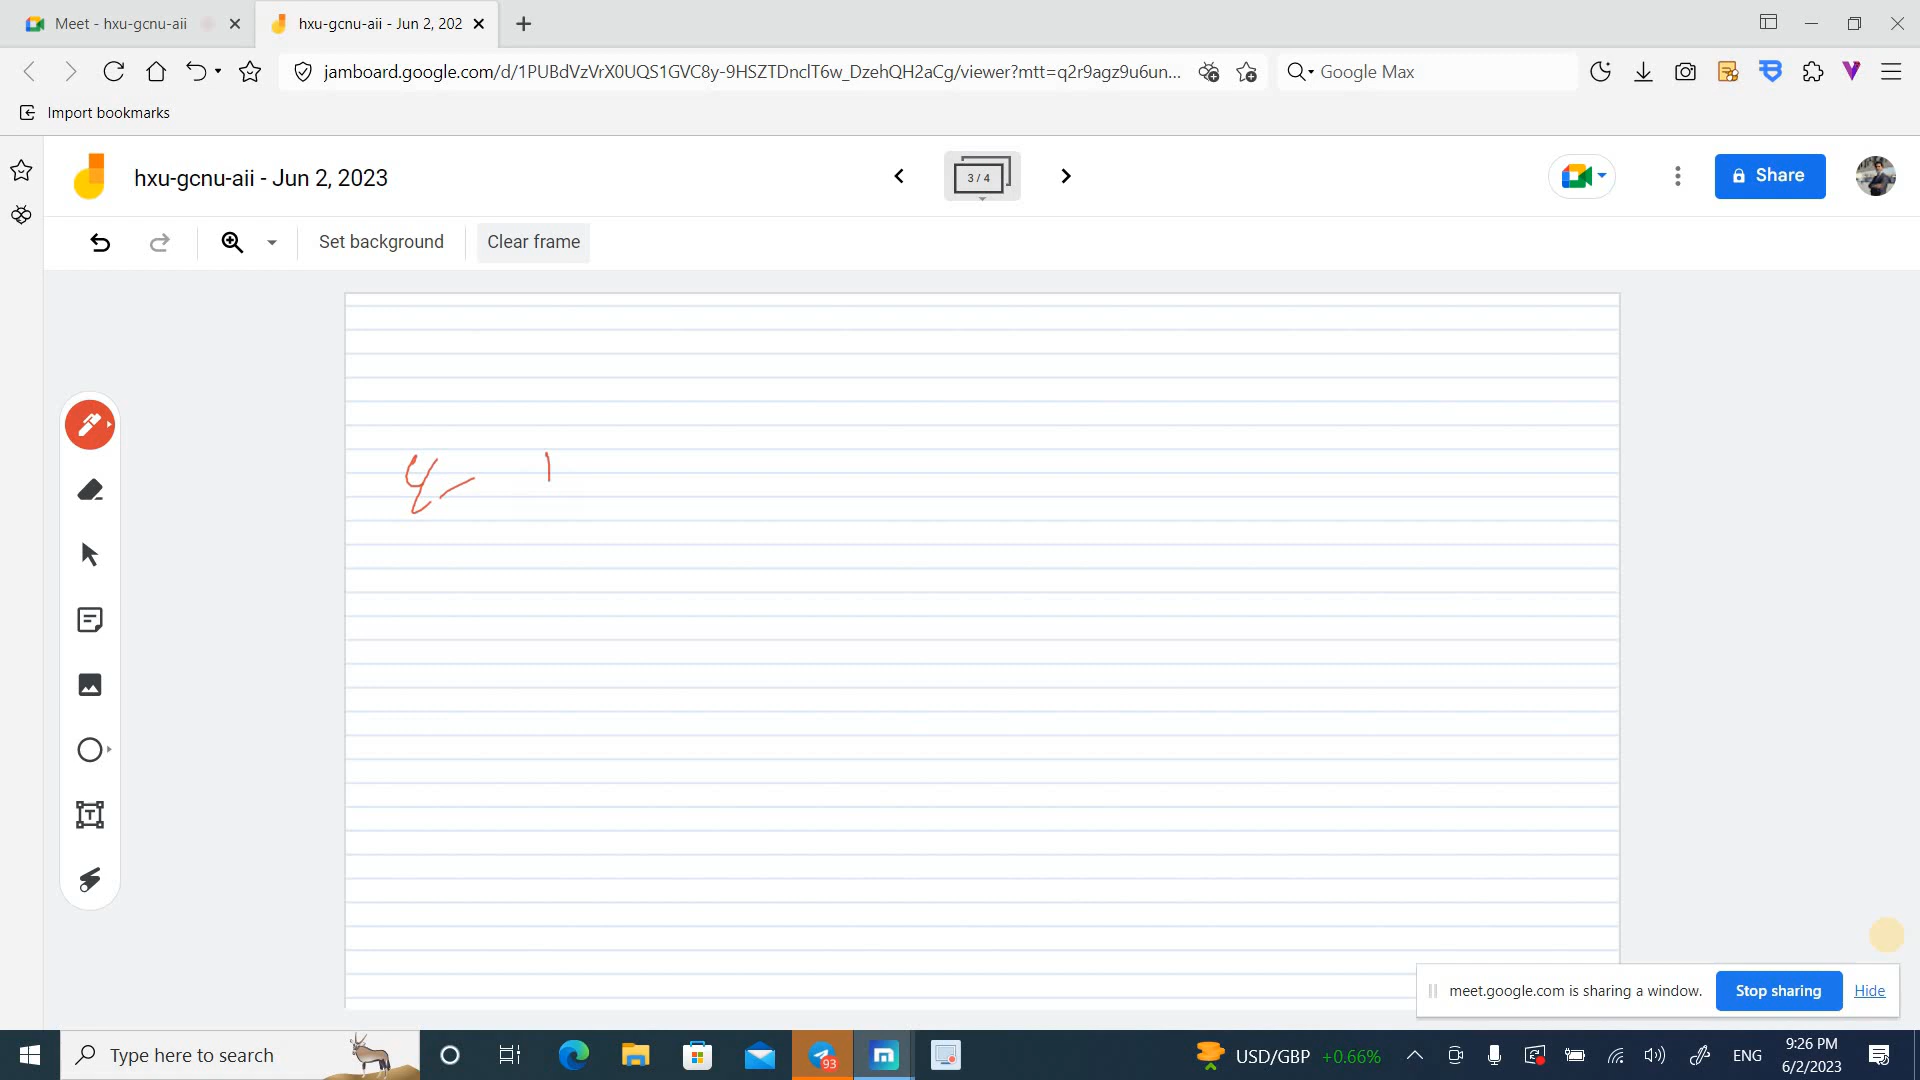 Meet - hxu-gcnu-aii
hxu-gcnu-aii - Jun 2, 202
jamboard.google.com/d/1PUBdVzVrX0UQS1GVC8y-9HSZTDnclT6w_DzehQH2aCg/viewer?mtt=q2r9agz9u6un...
Google Max
Import bookmarks
hxu-gcnu-aii - Jun 2, 2023
3 / 4
Share
Set background
Clear frame
meet.google.com is sharing a window.
Stop sharing
Hide
Type here to search
93
USD/GBP +0.66%
ENG
9:26 PM
6/2/2023